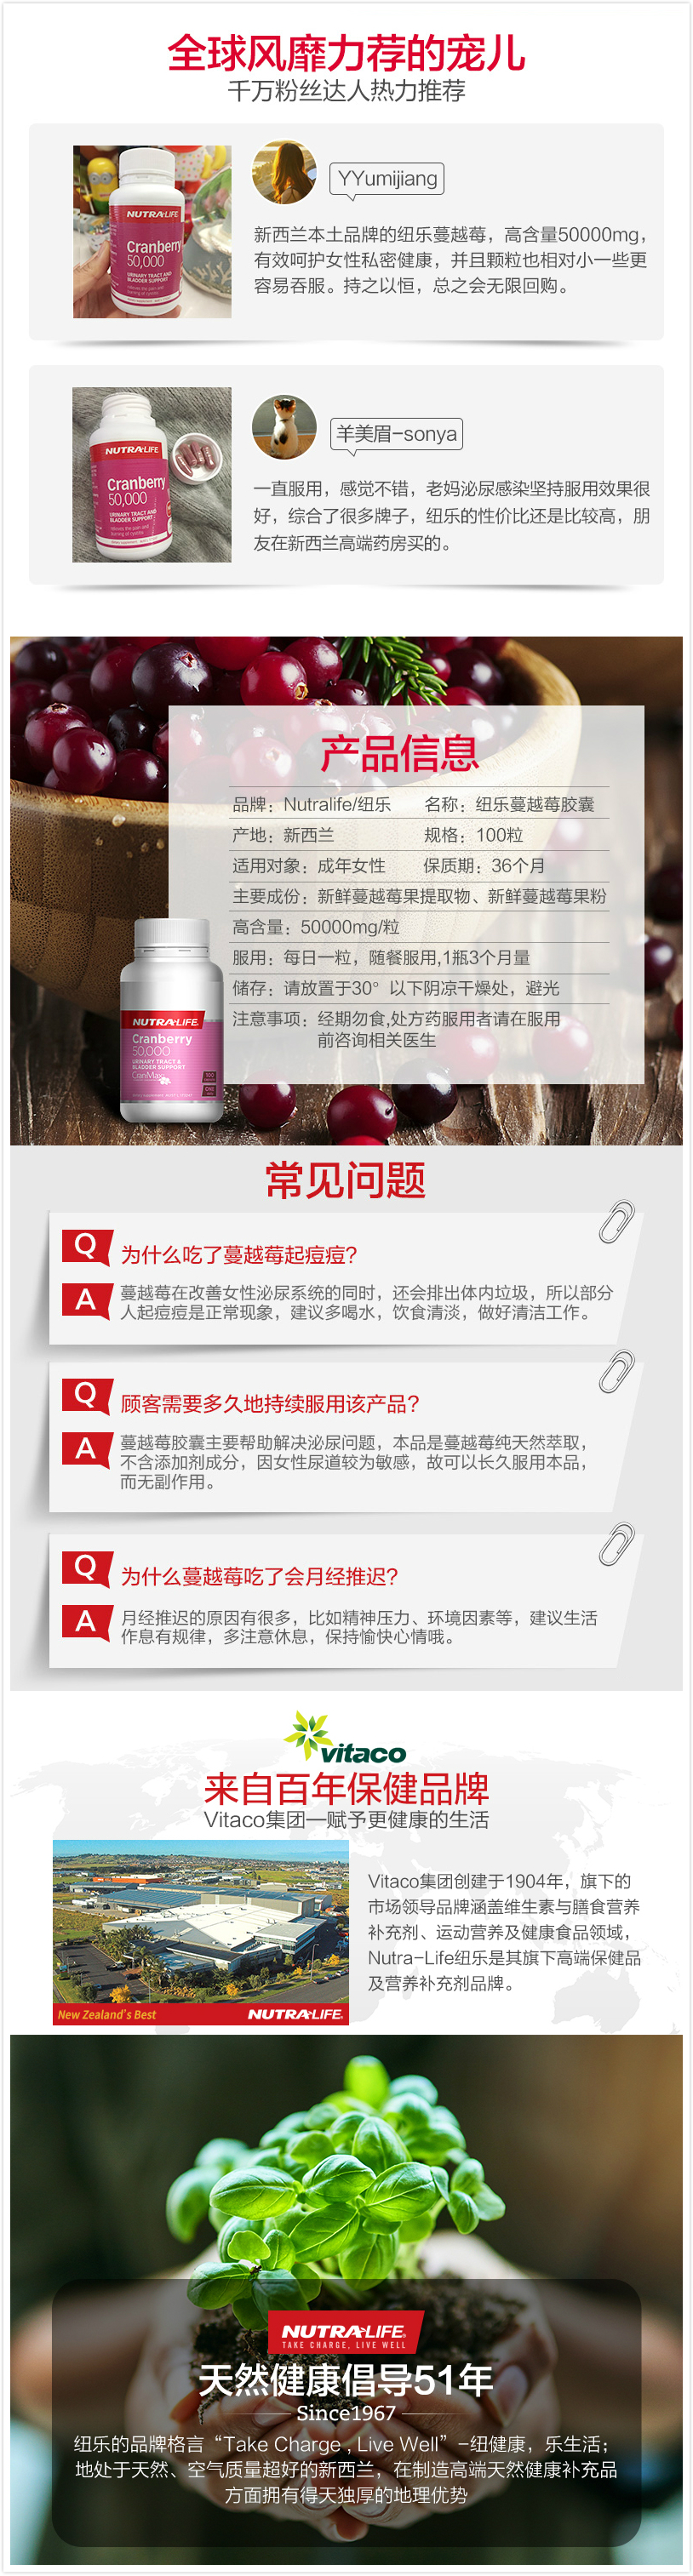 全球风靡力荐的宠儿
千万粉丝达人热力推荐
NUTRA-LIFE
Cranberry
50,000
URINARY TRACT AND
BLADDER SUPPORT
relieves the pain and
burning of cystitis
YYumijiang
新西兰本土品牌的纽乐蔓越莓，高含量50000mg，
有效呵护女性私密健康，并且颗粒也相对小一些更
容易吞服。持之以恒，总之会无限回购。
NUTRA-LIFE
Cranberry
50,000
URINARY TRACT AND
BLADDER SUPPORT
relieves the pain and
burning of cystitis
羊美眉-sonya
一直服用，感觉不错，老妈泌尿感染坚持服用效果很
好，综合了很多牌子，纽乐的性价比还是比较高，朋
友在新西兰高端药房买的。
产品信息
品牌：Nutralife/纽乐 名称：纽乐蔓越莓胶囊
产地：新西兰 规格：100粒
适用对象：成年女性 保质期：36个月
主要成份：新鲜蔓越莓果提取物、新鲜蔓越莓果粉
高含量：50000mg/粒
服用：每日一粒，随餐服用,1瓶3个月量
储存：请放置于30°以下阴凉干燥处，避光
注意事项：经期勿食,处方药服用者请在服用
前咨询相关医生
NUTRA-LIFE
Cranberry
50,000
URINARY TRACT &
BLADDER SUPPORT
100
常见问题
Q 为什么吃了蔓越莓起痘痘?
A 蔓越莓在改善女性泌尿系统的同时，还会排出体内垃圾，所以部分
人起痘痘是正常现象，建议多喝水，饮食清淡，做好清洁工作。
Q 顾客需要多久地持续服用该产品?
A 蔓越莓胶囊主要帮助解决泌尿问题，本品是蔓越莓纯天然萃取，
不含添加剂成分，因女性尿道较为敏感，故可以长久服用本品，
而无副作用。
Q 为什么蔓越莓吃了会月经推迟?
A 月经推迟的原因有很多，比如精神压力、环境因素等，建议生活
作息有规律，多注意休息，保持愉快心情哦。
vitaco
来自百年保健品牌
Vitaco集团—赋予更健康的生活
Vitaco集团创建于1904年，旗下的
市场领导品牌涵盖维生素与膳食营养
补充剂、运动营养及健康食品领域，
Nutra-Life纽乐是其旗下高端保健品
及营养补充剂品牌。
New Zealand's Best NUTRA-LIFE
NUTRA-LIFE
TAKE CHARGE, LIVE WELL
天然健康倡导51年
Since1967
纽乐的品牌格言“Take Charge , Live Well”-纽健康，乐生活；
地处于天然、空气质量超好的新西兰，在制造高端天然健康补充品
方面拥有得天独厚的地理优势